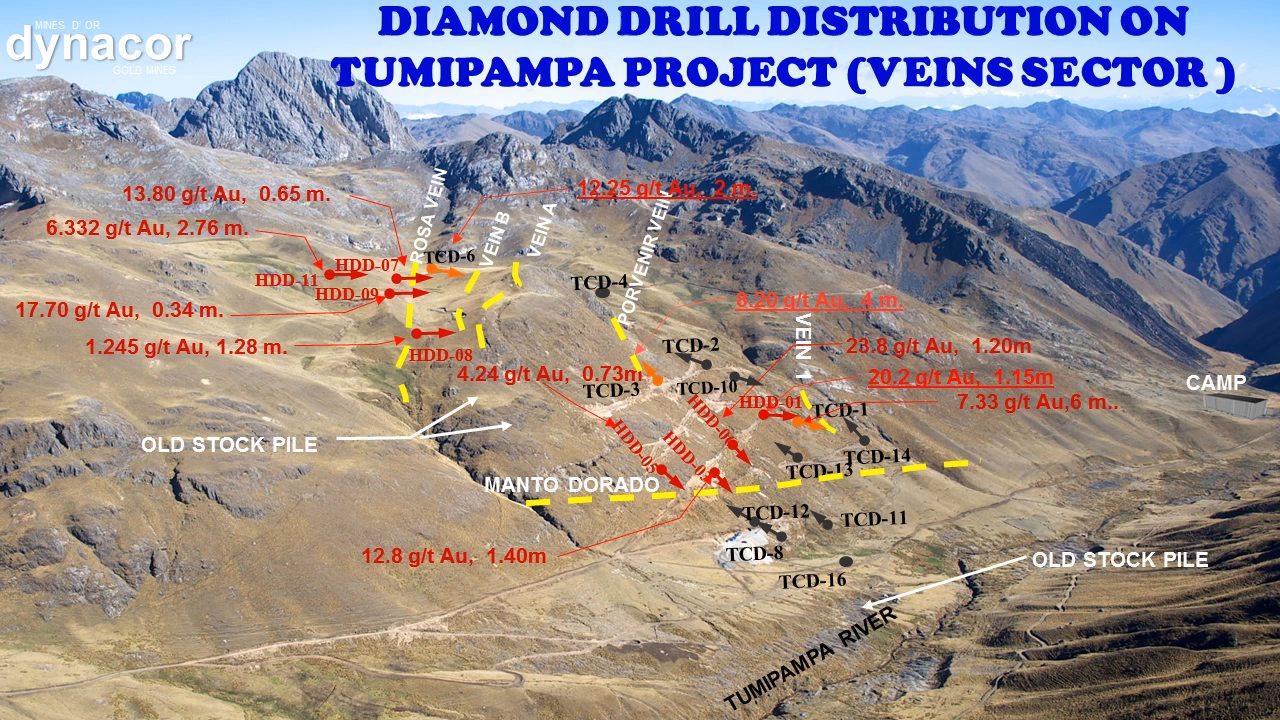 DIAMOND DRILL DISTRIBUTION ON
TUMIPAMPA PROJECT (VEINS SECTOR )
MINES D' OR
dynacor
GOLD MINES
13.80 g/t Au, 0.65 m.
6.332 g/t Au, 2.76 m.
17.70 g/t Au, 0.34 m.
1.245 g/t Au, 1.28 m.
HDD-11
HDD-07
HDD-09
HDD-08
ROSA VEIN
TCD-6
VEIN B
VEIN A
12.25 g/t Au, 2 m.
TCD-4
PORVENIR VEIN
8.20 g/t Au, 4 m.
VEIN 1
TCD-2
23.8 g/t Au, 1.20m
4.24 g/t Au, 0.73m
TCD-3
TCD-10
20.2 g/t Au, 1.15m
CAMP
HDD-01
TCD-1
7.33 g/t Au,6 m..
OLD STOCK PILE
HDD-05
TCD-13
TCD-14
MANTO DORADO
TCD-12
TCD-11
12.8 g/t Au, 1.40m
TCD-8
TCD-16
OLD STOCK PILE
TUMIPAMPA RIVER